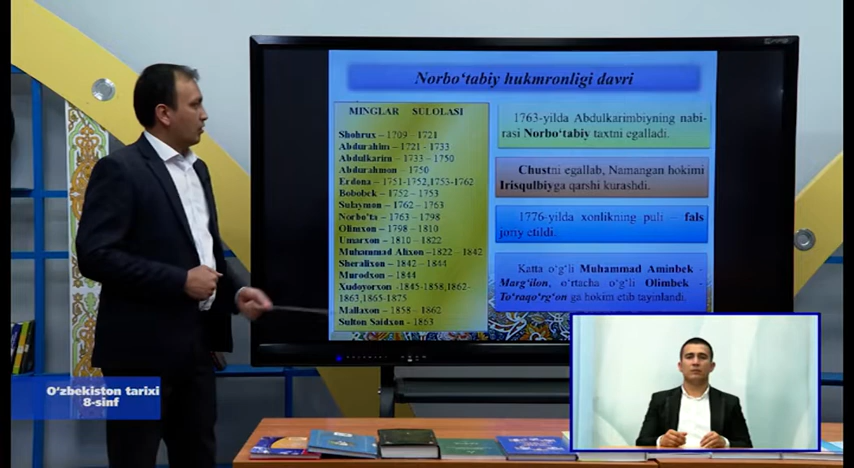 Norbo‘tabiy hukmronligi davri
MINGLAR SULOLASI
Shohrux – 1709 – 1721
Abdurahim – 1721 - 1733
Abdulkarim – 1733 – 1750
Abdurahmon – 1750
Erdona – 1751-1752,1753-1762
Bobobek – 1752 – 1753
Sulaymon – 1762 – 1763
Norbo‘ta – 1763 – 1798
Olimxon – 1798 – 1810
Umarxon – 1810 – 1822
Muhammad Alixon –1822 – 1842
Sheralixon – 1842 – 1844
Murodxon – 1844
Xudoyorxon -1845-1858,1862-
1863,1865-1875
Mallaxon – 1858 – 1862
Sulton Saidxon – 1863
1763-yilda Abdulkarimbiyning nabi-
rasi Norbo‘tabiy taxtni egalladi.
Chustni egallab, Namangan hokimi
Irisqulbiyga qarshi kurashdi.
1776-yilda xonlikning puli – fals
joriy etildi.
Katta o‘g‘li Muhammad Aminbek -
Marg‘ilon, o‘rtacha o‘g‘li Olimbek -
To‘raqo‘rg‘on ga hokim etib tayinlandi.
O‘zbekiston tarixi
8-sinf